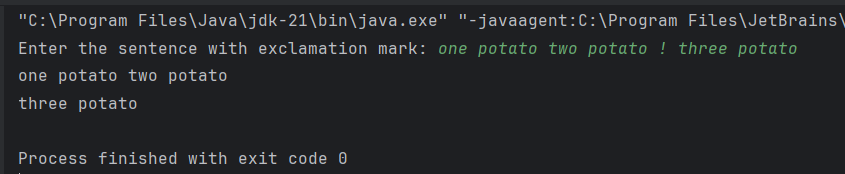 "C:\Program Files\Java\jdk-21\bin\java.exe" "-javaagent:C:\Program Files\JetBrains\
Enter the sentence with exclamation mark: one potato two potato ! three potato
one potato two potato
three potato
Process finished with exit code 0